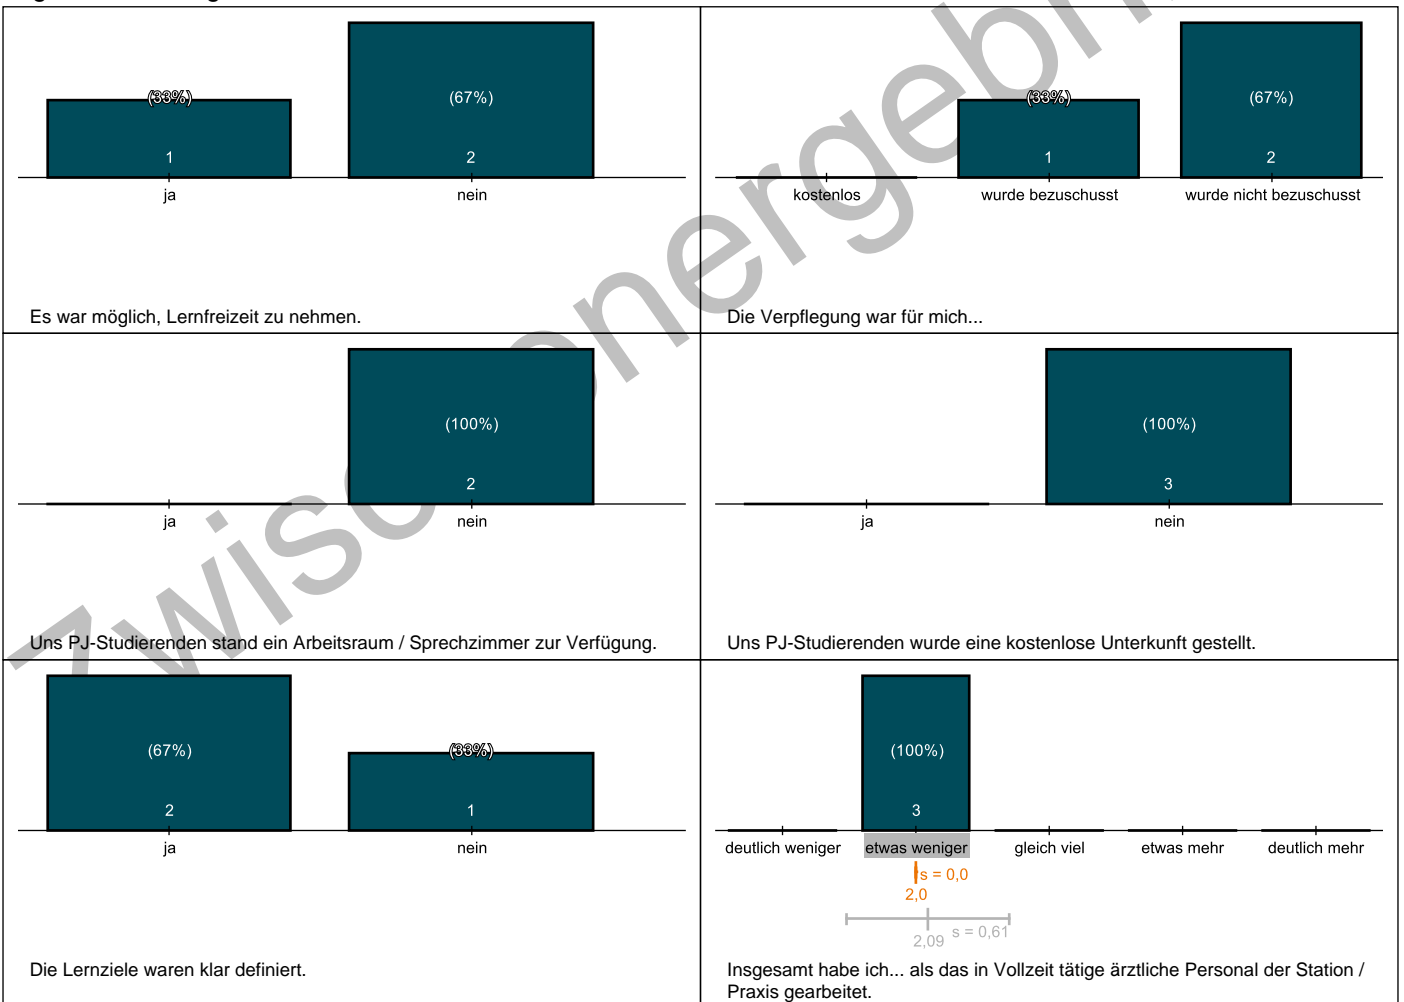 (33%)
(67%)
1
2
ja
nein
Es war möglich, Lernfreizeit zu nehmen.
(33%)
(67%)
1
2
kostenlos
wurde bezuschusst
wurde nicht bezuschusst
Die Verpflegung war für mich...
(100%)
2
ja
nein
Uns PJ-Studierenden stand ein Arbeitsraum / Sprechzimmer zur Verfügung.
(100%)
3
ja
nein
Uns PJ-Studierenden wurde eine kostenlose Unterkunft gestellt.
(67%)
(33%)
2
1
ja
nein
Die Lernziele waren klar definiert.
(100%)
3
deutlich weniger
etwas weniger
gleich viel
etwas mehr
deutlich mehr
s = 0,0
2,0
2,09
s = 0,61
Insgesamt habe ich... als das in Vollzeit tätige ärztliche Personal der Station /
Praxis gearbeitet.